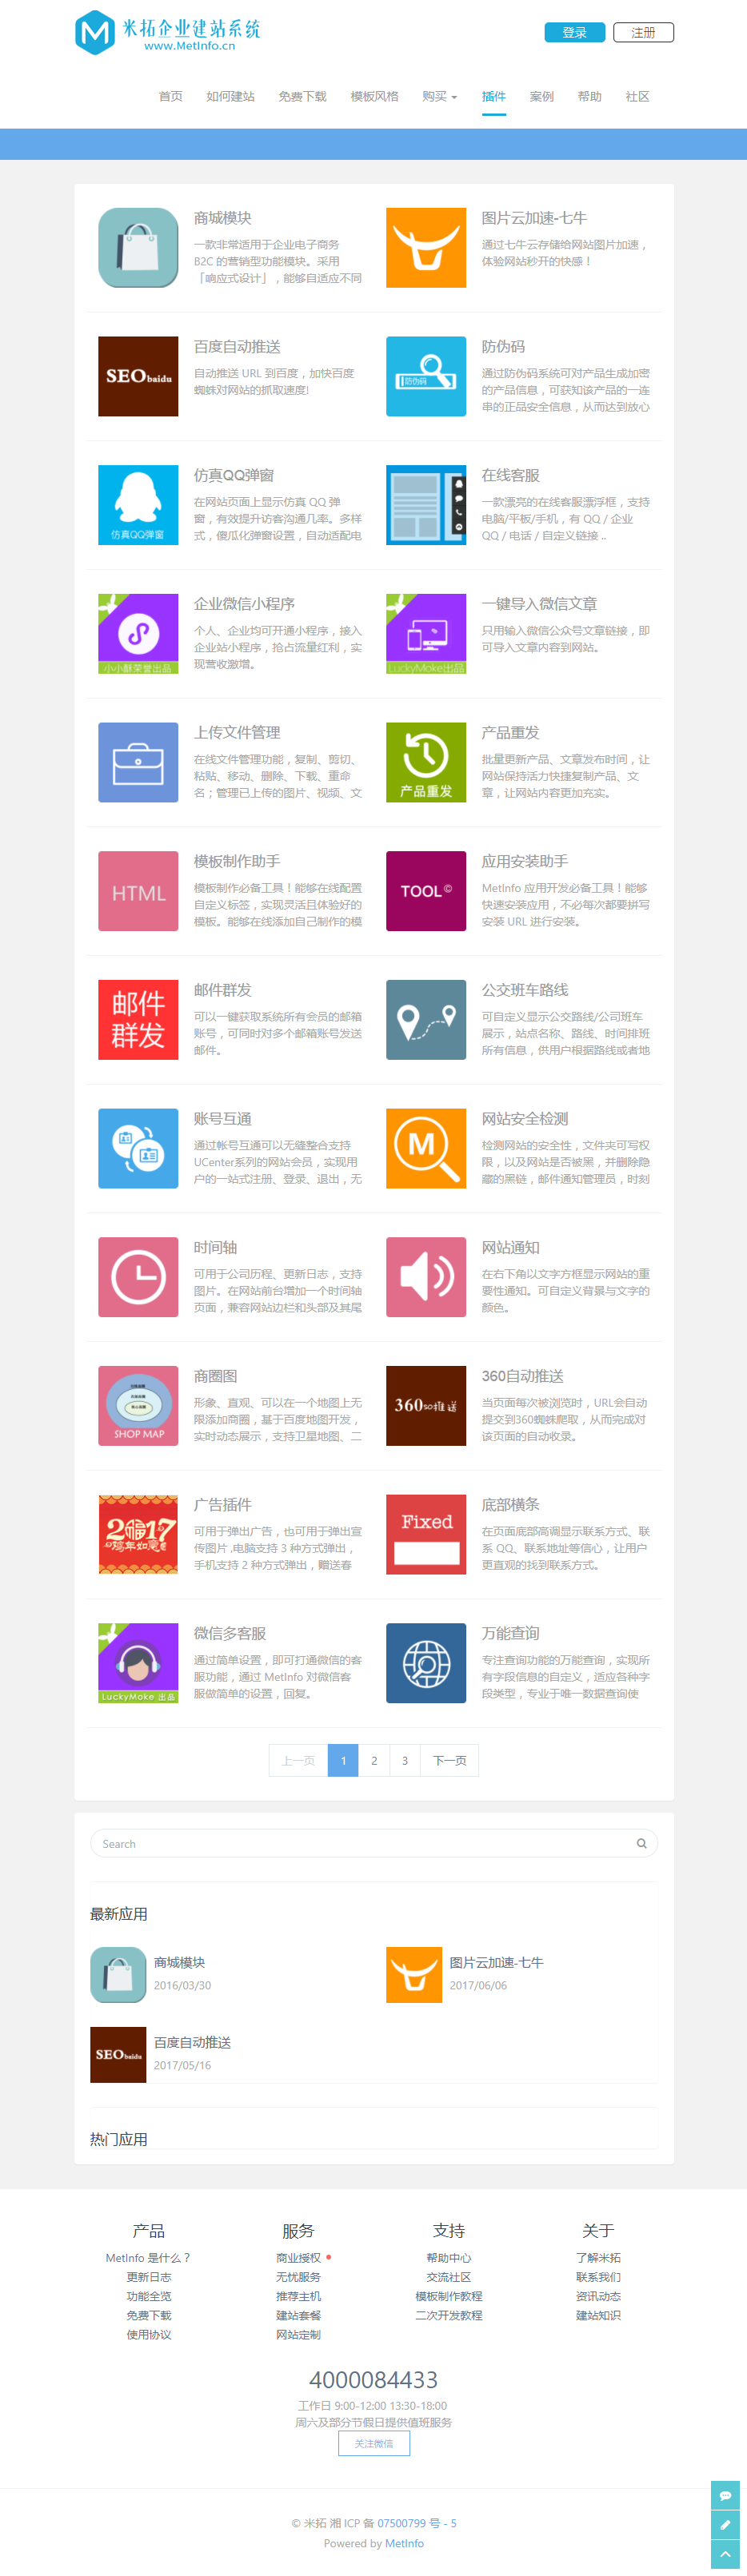 米拓企业建站系统
www.MetInfo.cn
登录
注册
首页 如何建站 免费下载 模板风格 购买 插件 案例 帮助 社区
商城模块
一款非常适用于企业电子商务
B2C 的营销型功能模块。采用
「响应式设计」，能够自适应不同
图片云加速-七牛
通过七牛云存储给网站图片加速，
体验网站秒开的快感！
SEObaidu
百度自动推送
自动推送 URL 到百度，加快百度
蜘蛛对网站的抓取速度!
防伪码
防伪码
通过防伪码系统可对产品生成加密
的产品信息，可获知该产品的一连
串的正品安全信息，从而达到放心
仿真QQ弹窗
仿真QQ弹窗
在网站页面上显示仿真 QQ 弹
窗，有效提升访客沟通几率。多样
式，傻瓜化弹窗设置，自动适配电
在线客服
一款漂亮的在线客服漂浮框，支持
电脑/平板/手机，有 QQ / 企业
QQ / 电话 / 自定义链接 ..
小小酥荣誉出品
企业微信小程序
个人、企业均可开通小程序，接入
企业站小程序，抢占流量红利，实
现营收激增。
LuckyMoke出品
一键导入微信文章
只用输入微信公众号文章链接，即
可导入文章内容到网站。
上传文件管理
在线文件管理功能，复制、剪切、
粘贴、移动、删除、下载、重命
名；管理已上传的图片、视频、文
产品重发
产品重发
批量更新产品、文章发布时间，让
网站保持活力快捷复制产品、文
章，让网站内容更加充实。
HTML
模板制作助手
模板制作必备工具！能够在线配置
自定义标签，实现灵活且体验好的
模板。能够在线添加自己制作的模
TOOL©
应用安装助手
MetInfo 应用开发必备工具！能够
快速安装应用，不必每次都要拼写
安装 URL 进行安装。
邮件
群发
邮件群发
可以一键获取系统所有会员的邮箱
账号，可同时对多个邮箱账号发送
邮件。
公交班车路线
可自定义显示公交路线/公司班车
展示，站点名称、路线、时间排班
所有信息，供用户根据路线或者地
账号互通
通过帐号互通可以无缝整合支持
UCenter系列的网站会员，实现用
户的一站式注册、登录、退出，无
M
网站安全检测
检测网站的安全性，文件夹可写权
限，以及网站是否被黑，并删除隐
藏的黑链，邮件通知管理员，时刻
时间轴
可用于公司历程、更新日志，支持
图片。在网站前台增加一个时间轴
页面，兼容网站边栏和头部及其尾
网站通知
在右下角以文字方框显示网站的重
要性通知。可自定义背景与文字的
颜色。
SHOP MAP
商圈图
形象、直观、可以在一个地图上无
限添加商圈，基于百度地图开发，
实时动态展示，支持卫星地图、二
360so推送
360自动推送
当页面每次被浏览时，URL会自动
提交到360蜘蛛爬取，从而完成对
该页面的自动收录。
2017
广告插件
可用于弹出广告，也可用于弹出宣
传图片 ,电脑支持 3 种方式弹出，
手机支持 2 种方式弹出，赠送春
Fixed
底部横条
在页面底部高调显示联系方式、联
系 QQ、联系地址等信心，让用户
更直观的找到联系方式。
LuckyMoke 出品
微信多客服
通过简单设置，即可打通微信的客
服功能，通过 MetInfo 对微信客
服做简单的设置，回复。
万能查询
专注查询功能的万能查询，实现所
有字段信息的自定义，适应各种字
段类型，专业于唯一数据查询使
上一页 1 2 3 下一页
Search
最新应用
商城模块
2016/03/30
图片云加速-七牛
2017/06/06
SEObaidu
百度自动推送
2017/05/16
热门应用
产品
MetInfo 是什么？
更新日志
功能全览
免费下载
使用协议
服务
商业授权
无忧服务
推荐主机
建站套餐
网站定制
支持
帮助中心
交流社区
模板制作教程
二次开发教程
关于
了解米拓
联系我们
资讯动态
建站知识
4000084433
工作日 9:00-12:00 13:30-18:00
周六及部分节假日提供值班服务
关注微信
© 米拓 湘 ICP 备 07500799 号 - 5
Powered by MetInfo